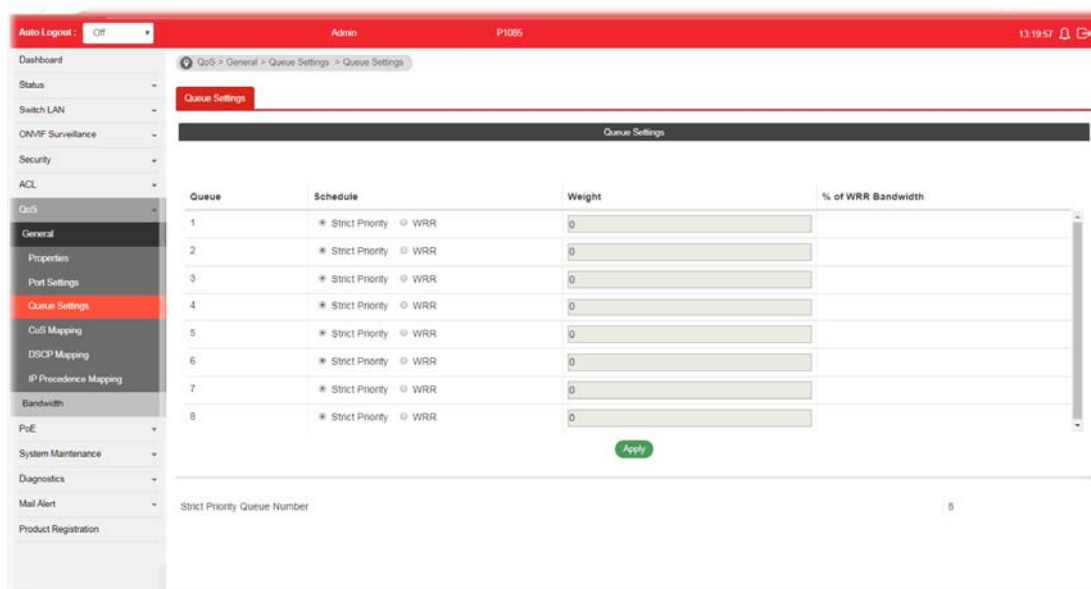 Auto Logout : Off Admin P1085 13:19:57
Dashboard
Status
Switch LAN
ONVIF Surveillance
Security
ACL
QoS
General
Properties
Port Settings
Queue Settings
CoS Mapping
DSCP Mapping
IP Precedence Mapping
Bandwidth
PoE
System Maintenance
Diagnostics
Mail Alert
Product Registration
QoS > General > Queue Settings > Queue Settings
Queue Settings
Queue Settings
Queue Schedule Weight % of WRR Bandwidth
1 Strict Priority WRR 0
2 Strict Priority WRR 0
3 Strict Priority WRR 0
4 Strict Priority WRR 0
5 Strict Priority WRR 0
6 Strict Priority WRR 0
7 Strict Priority WRR 0
8 Strict Priority WRR 0
Apply
Strict Priority Queue Number 8